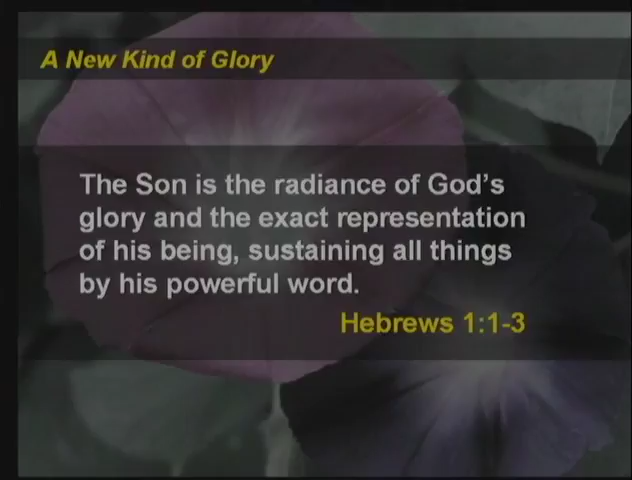 A New Kind of Glory
The Son is the radiance of God's
glory and the exact representation
of his being, sustaining all things
by his powerful word.
Hebrews 1:1-3